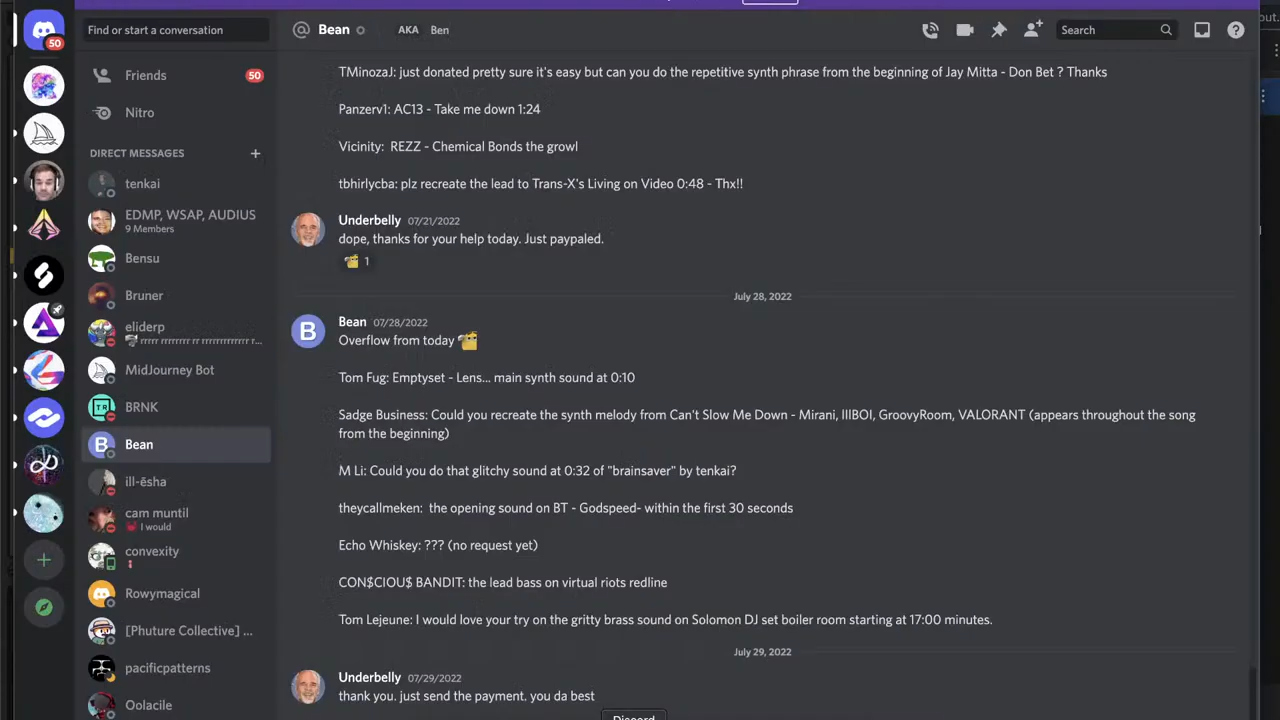 Find or start a conversation
Bean
AKA
Ben
Search
50
Friends
50
Nitro
DIRECT MESSAGES
tenkai
EDMP, WSAP, AUDIUS
9 Members
Bensu
Bruner
eliderp
rrrr rrrrrrr rr rrrrrrrrrrrr r...
MidJourney Bot
BRNK
Bean
ill-ēsha
cam muntil
I would
convexity
Rowymagical
[Phuture Collective] ...
pacificpatterns
Oolacile
TMinozaJ: just donated pretty sure it's easy but can you do the repetitive synth phrase from the beginning of Jay Mitta - Don Bet ? Thanks
Panzerv1: AC13 - Take me down 1:24
Vicinity: REZZ - Chemical Bonds the growl
tbhirlycba: plz recreate the lead to Trans-X's Living on Video 0:48 - Thx!!
Underbelly 07/21/2022
dope, thanks for your help today. Just paypaled.
1
July 28, 2022
B
Bean 07/28/2022
Overflow from today
Tom Fug: Emptyset - Lens... main synth sound at 0:10
Sadge Business: Could you recreate the synth melody from Can't Slow Me Down - Mirani, IllBOI, GroovyRoom, VALORANT (appears throughout the song
from the beginning)
M Li: Could you do that glitchy sound at 0:32 of "brainsaver" by tenkai?
theycallmeken: the opening sound on BT - Godspeed- within the first 30 seconds
Echo Whiskey: ??? (no request yet)
CON$CIOU$ BANDIT: the lead bass on virtual riots redline
Tom Lejeune: I would love your try on the gritty brass sound on Solomon DJ set boiler room starting at 17:00 minutes.
July 29, 2022
Underbelly 07/29/2022
thank you. just send the payment. you da best
Discord